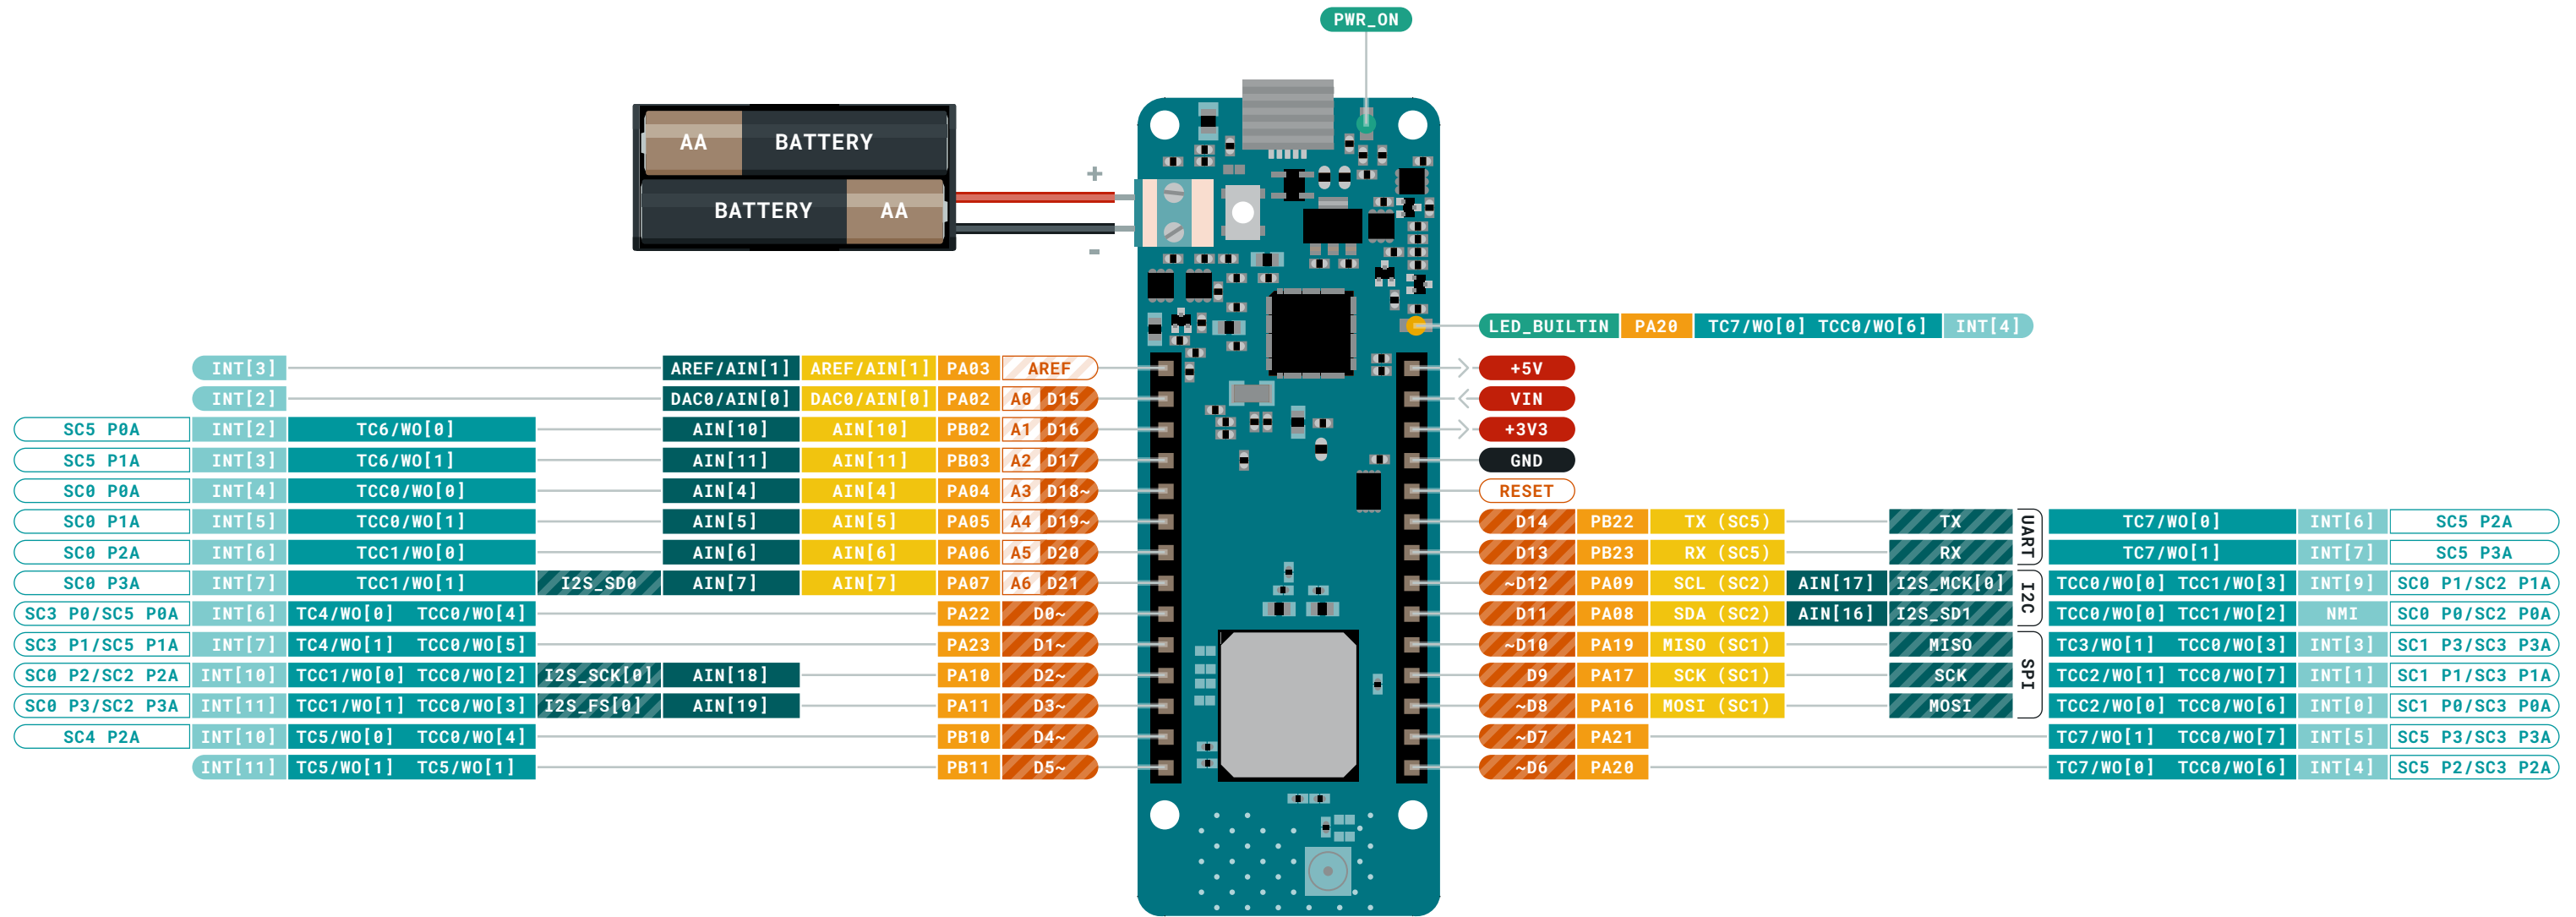 PWR_ON
AA BATTERY
+
BATTERY AA
-
LED_BUILTIN PA20 TC7/WO[0] TCC0/WO[6] INT[4]
INT[3] AREF/AIN[1] AREF/AIN[1] PA03 AREF +5V
INT[2] DAC0/AIN[0] DAC0/AIN[0] PA02 A0 D15 VIN
SC5 P0A INT[2] TC6/WO[0] AIN[10] AIN[10] PB02 A1 D16 +3V3
SC5 P1A INT[3] TC6/WO[1] AIN[11] AIN[11] PB03 A2 D17 GND
SC0 P0A INT[4] TCC0/WO[0] AIN[4] AIN[4] PA04 A3 D18~ RESET
SC0 P1A INT[5] TCC0/WO[1] AIN[5] AIN[5] PA05 A4 D19~ D14 PB22 TX (SC5) TX UART TC7/WO[0] INT[6] SC5 P2A
SC0 P2A INT[6] TCC1/WO[0] AIN[6] AIN[6] PA06 A5 D20 D13 PB23 RX (SC5) RX TC7/WO[1] INT[7] SC5 P3A
SC0 P3A INT[7] TCC1/WO[1] I2S_SD0 AIN[7] AIN[7] PA07 A6 D21 ~D12 PA09 SCL (SC2) AIN[17] I2S_MCK[0] I2C TCC0/WO[0] TCC1/WO[3] INT[9] SC0 P1/SC2 P1A
SC3 P0/SC5 P0A INT[6] TC4/WO[0] TCC0/WO[4] PA22 D0~ D11 PA08 SDA (SC2) AIN[16] I2S_SD1 TCC0/WO[0] TCC1/WO[2] NMI SC0 P0/SC2 P0A
SC3 P1/SC5 P1A INT[7] TC4/WO[1] TCC0/WO[5] PA23 D1~ ~D10 PA19 MISO (SC1) MISO SPI TC3/WO[1] TCC0/WO[3] INT[3] SC1 P3/SC3 P3A
SC0 P2/SC2 P2A INT[10] TCC1/WO[0] TCC0/WO[2] I2S_SCK[0] AIN[18] PA10 D2~ D9 PA17 SCK (SC1) SCK TCC2/WO[1] TCC0/WO[7] INT[1] SC1 P1/SC3 P1A
SC0 P3/SC2 P3A INT[11] TCC1/WO[1] TCC0/WO[3] I2S_FS[0] AIN[19] PA11 D3~ ~D8 PA16 MOSI (SC1) MOSI TCC2/WO[0] TCC0/WO[6] INT[0] SC1 P0/SC3 P0A
SC4 P2A INT[10] TC5/WO[0] TCC0/WO[4] PB10 D4~ ~D7 PA21 TC7/WO[1] TCC0/WO[7] INT[5] SC5 P3/SC3 P3A
INT[11] TC5/WO[1] TC5/WO[1] PB11 D5~ ~D6 PA20 TC7/WO[0] TCC0/WO[6] INT[4] SC5 P2/SC3 P2A